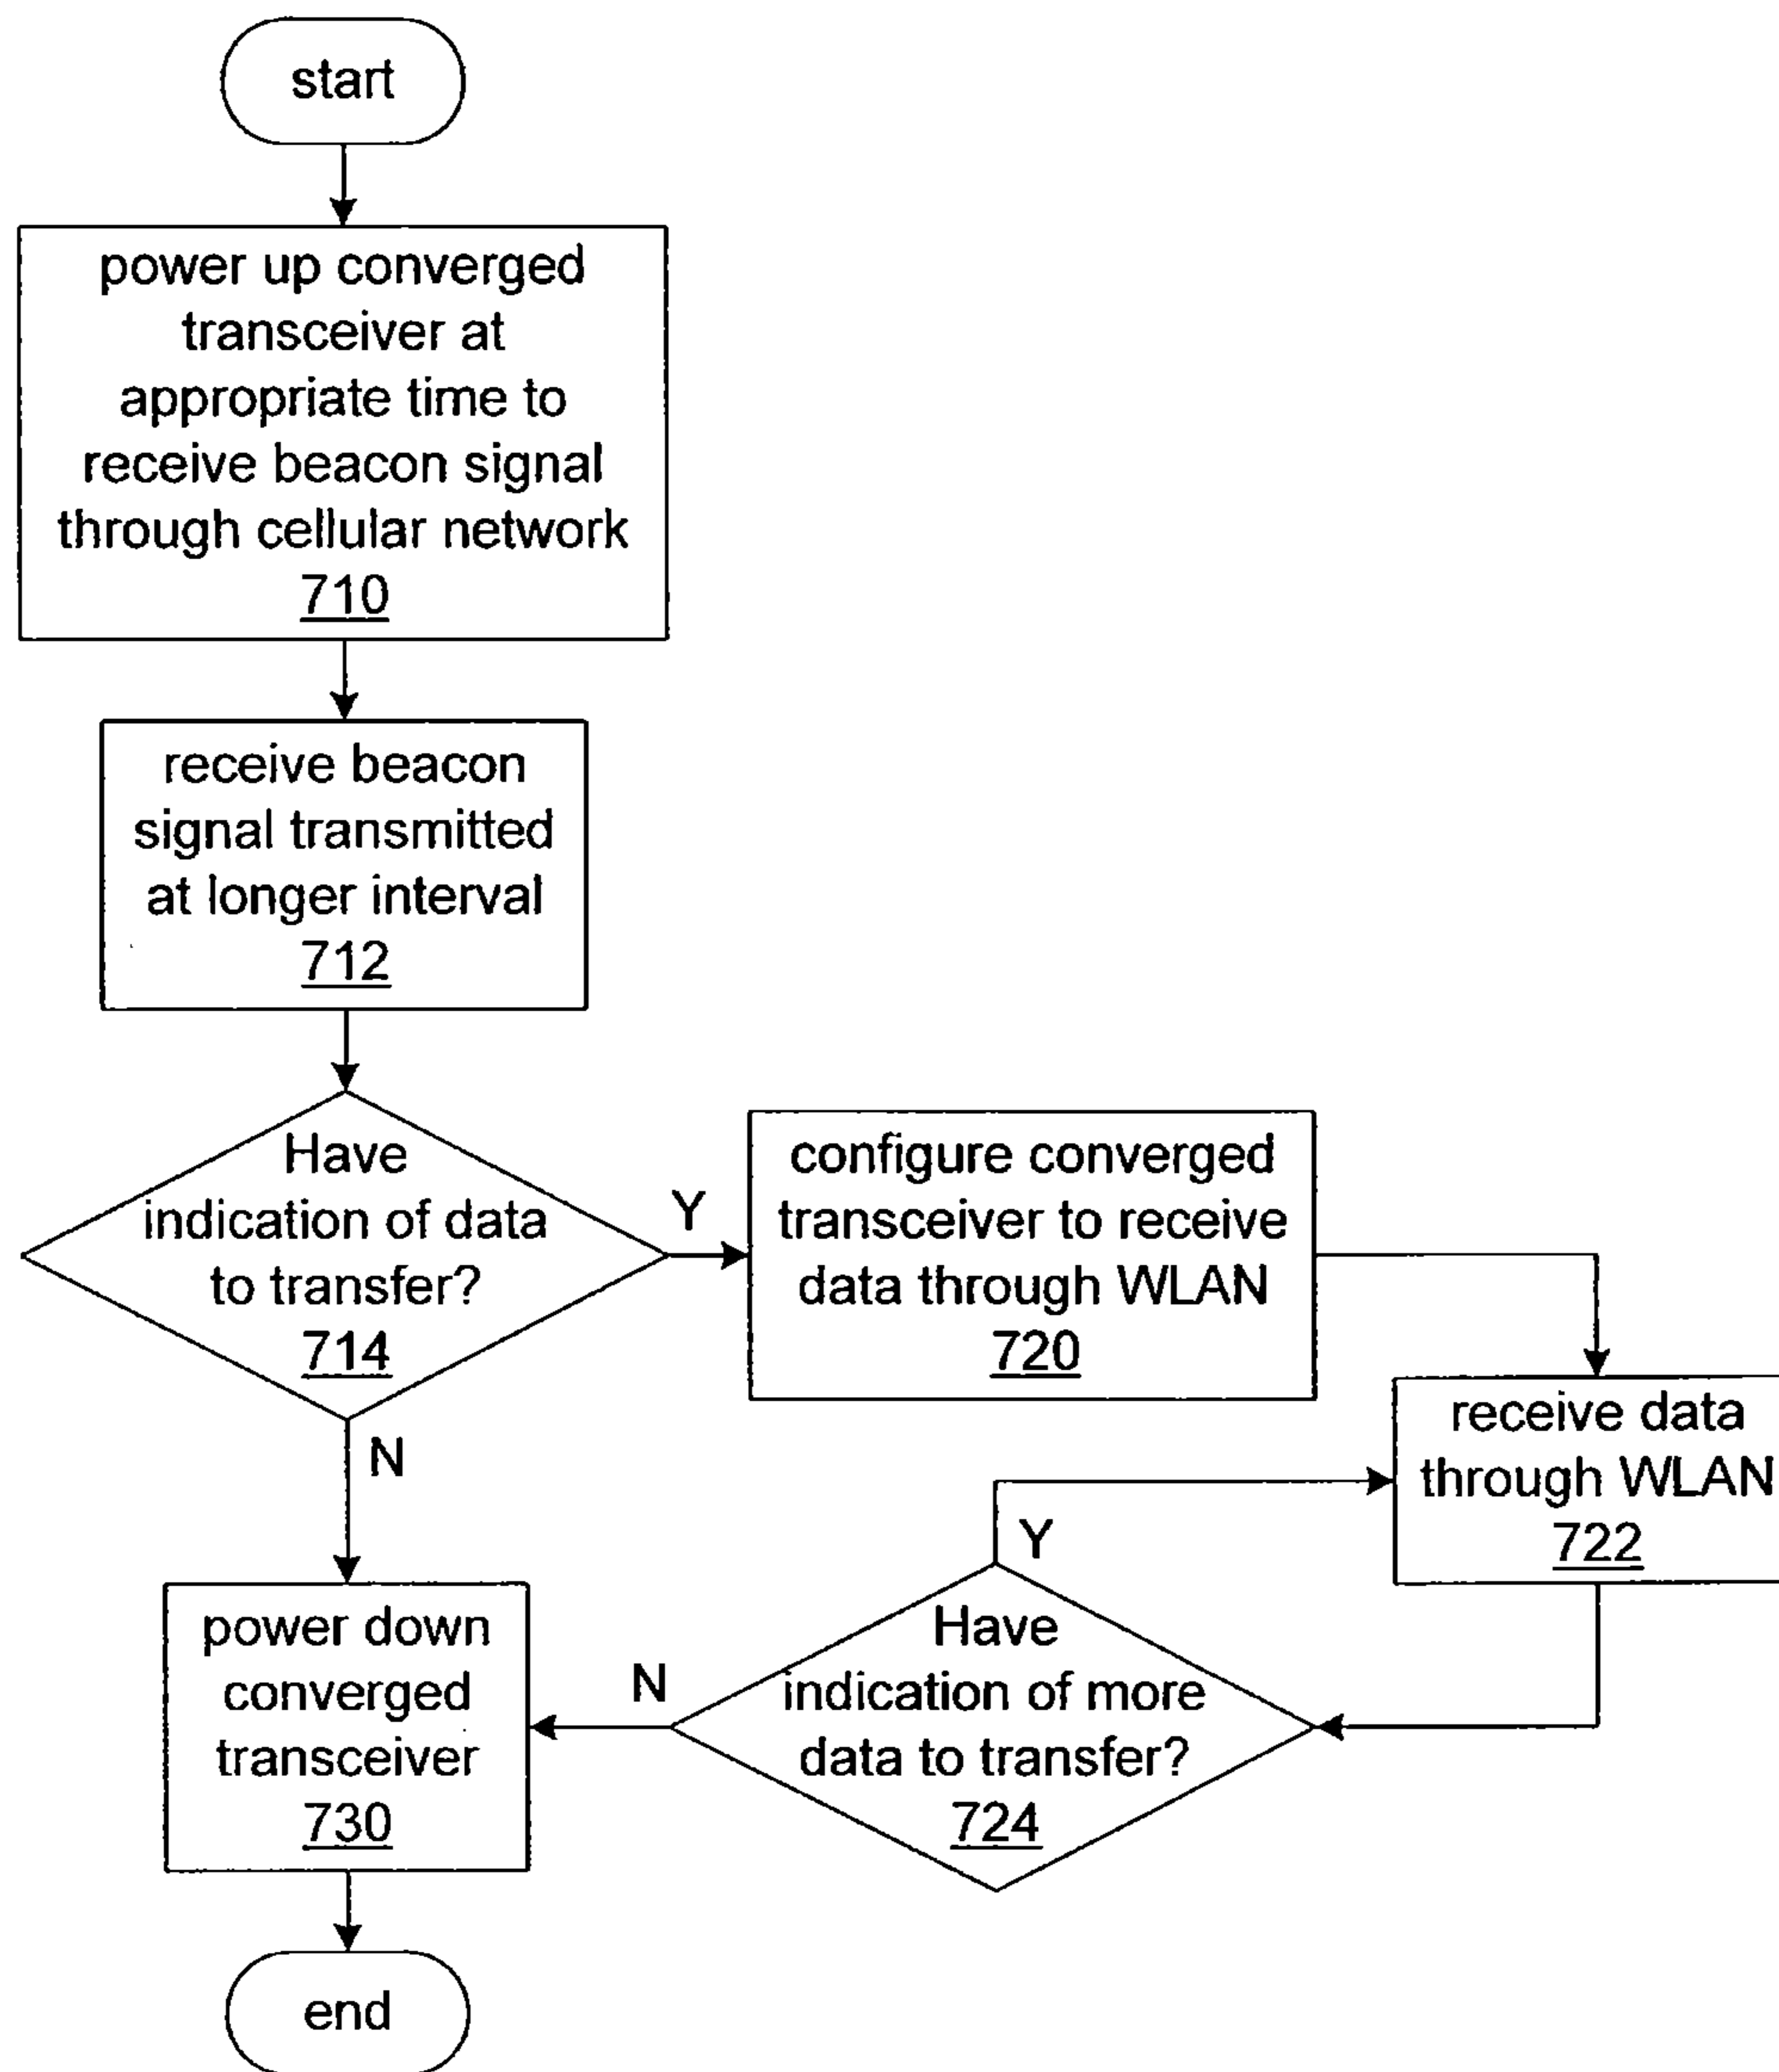 start
power up converged
transceiver at
appropriate time to
receive beacon signal
through cellular network
710
receive beacon
signal transmitted
at longer interval
712
Have
indication of data
to transfer?
714
Y
N
configure converged
transceiver to receive
data through WLAN
720
receive data
through WLAN
722
Y
Have
indication of more
data to transfer?
724
N
power down
converged
transceiver
730
end